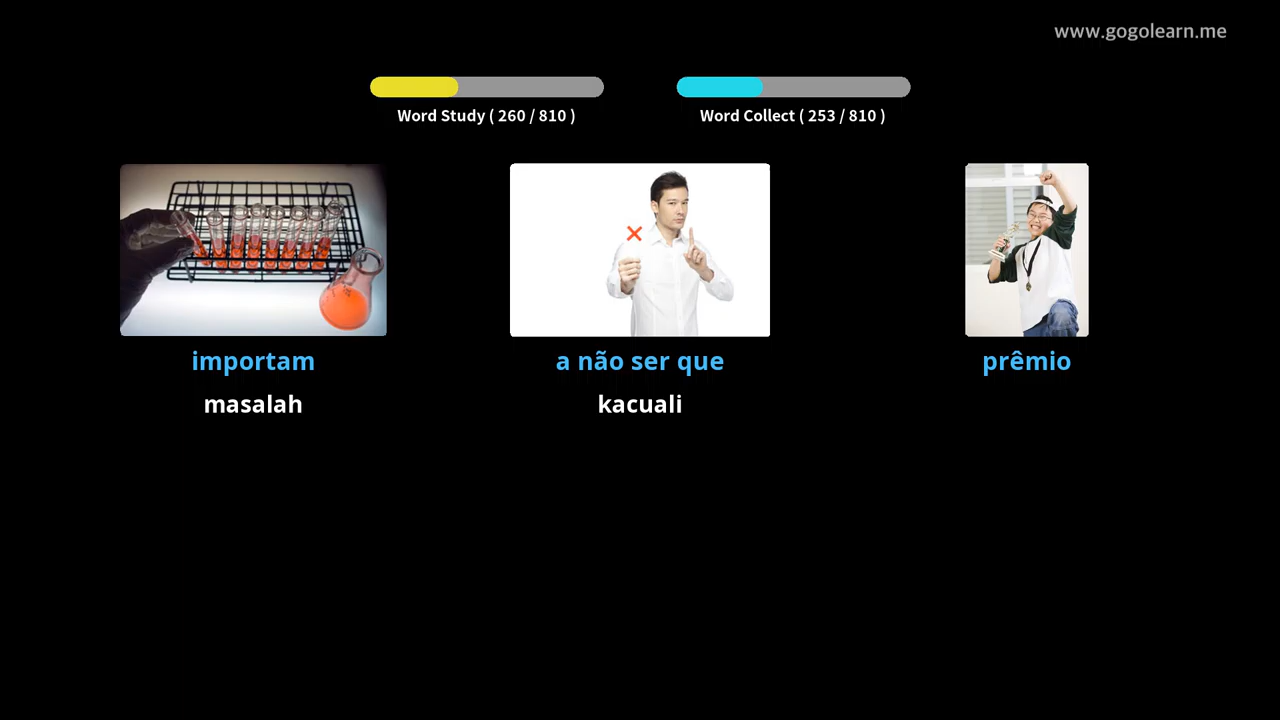 www.gogolearn.me
Word Study ( 260 / 810 )
Word Collect ( 253 / 810 )
importam
a não ser que
prêmio
masalah
kacuali